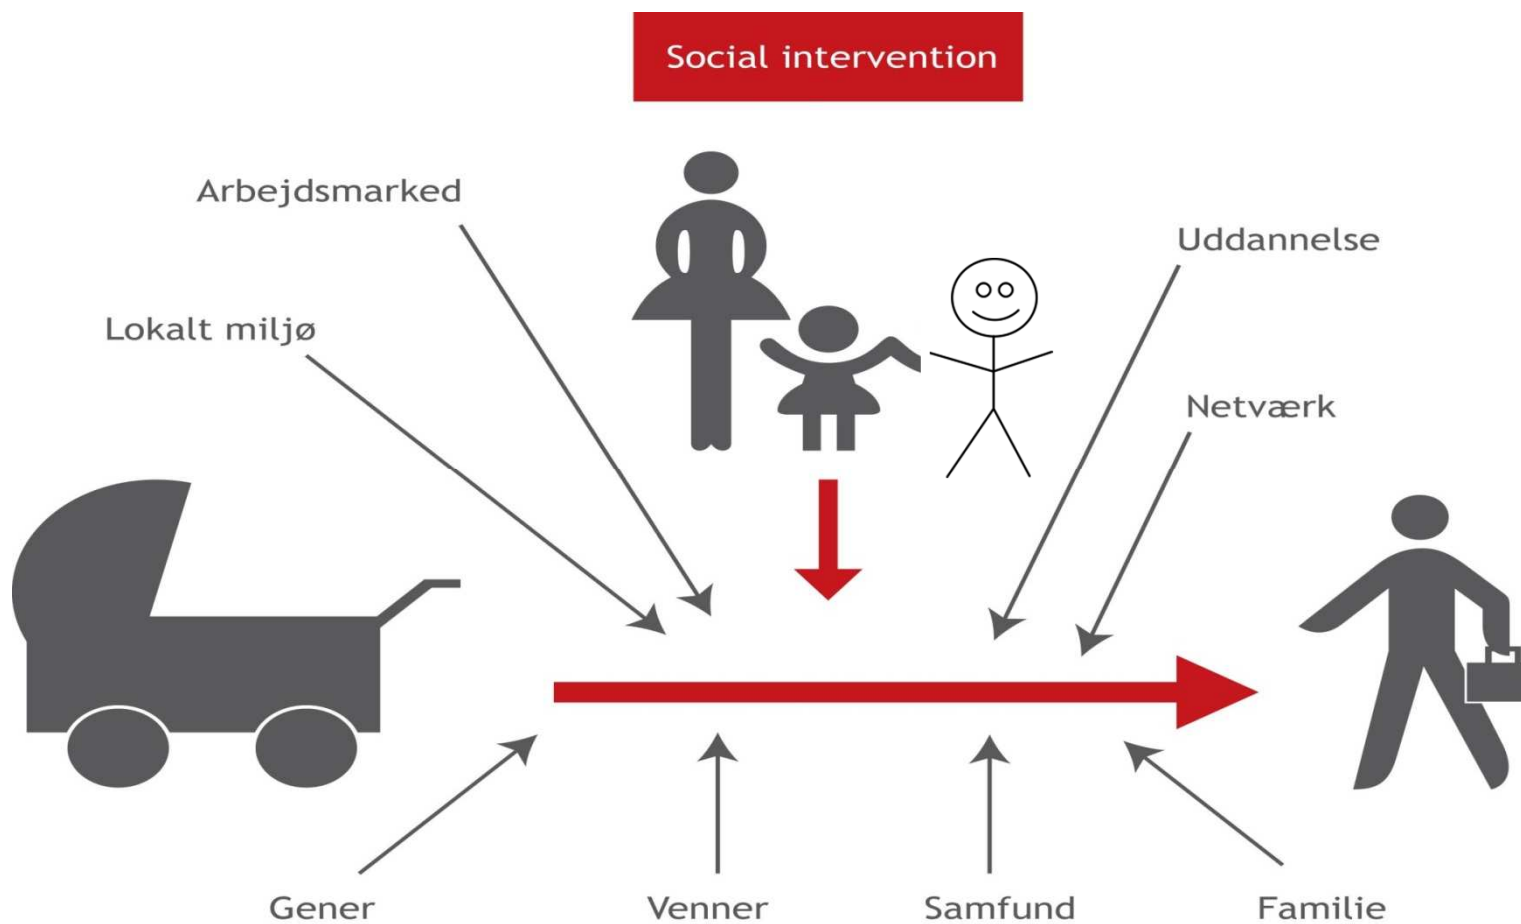 Social intervention
Arbejdsmarked
Uddannelse
Lokalt miljø
Netværk
Gener
Venner
Samfund
Familie